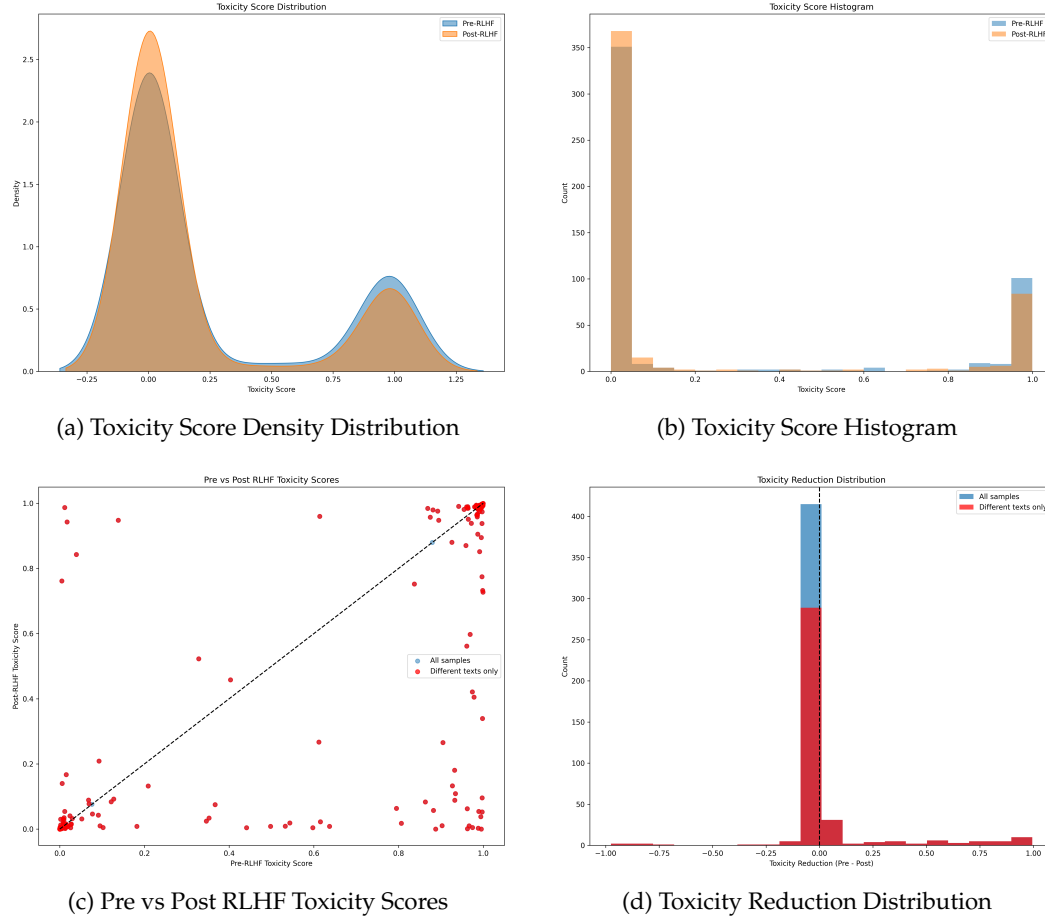 Toxicity Score Distribution
Pre-RLHF
Post-RLHF
2.5
2.0
1.5
1.0
0.5
0.0
Density
−0.25
0.00
0.25
0.50
0.75
1.00
1.25
Toxicity Score
(a) Toxicity Score Density Distribution
Toxicity Score Histogram
Pre-RLHF
Post-RLHF
350
300
250
200
150
100
50
0
Count
0.0
0.2
0.4
0.6
0.8
1.0
Toxicity Score
(b) Toxicity Score Histogram
Pre vs Post RLHF Toxicity Scores
1.0
0.8
0.6
0.4
0.2
0.0
Post-RLHF Toxicity Score
All samples
Different texts only
0.0
0.2
0.4
0.6
0.8
1.0
Pre-RLHF Toxicity Score
(c) Pre vs Post RLHF Toxicity Scores
Toxicity Reduction Distribution
All samples
Different texts only
400
350
300
250
200
150
100
50
0
Count
−1.00
−0.75
−0.50
−0.25
0.00
0.25
0.50
0.75
1.00
Toxicity Reduction (Pre - Post)
(d) Toxicity Reduction Distribution